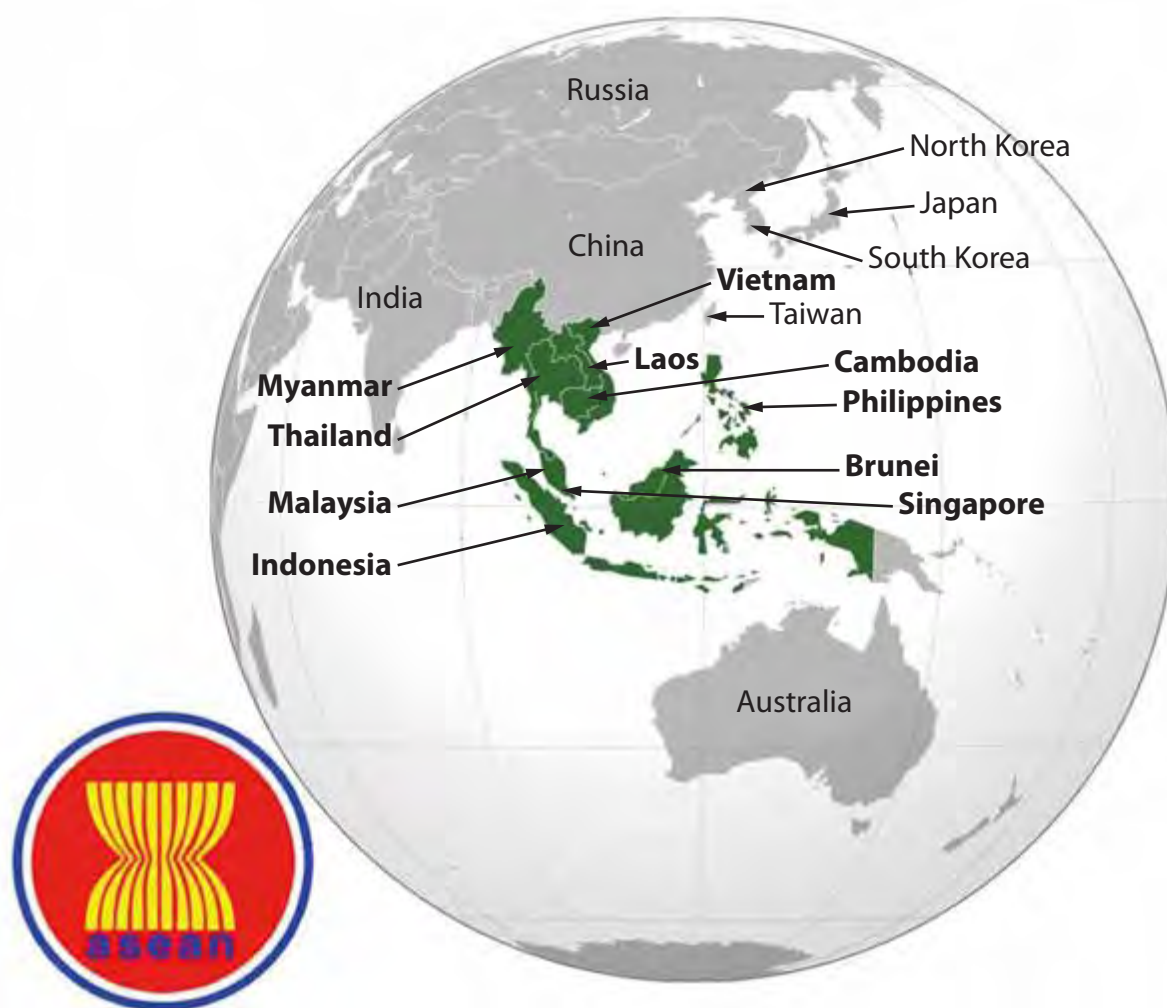 Russia
North Korea
Japan
China
South Korea
Vietnam
India
Taiwan
Laos
Cambodia
Myanmar
Philippines
Thailand
Brunei
Malaysia
Singapore
Indonesia
Australia
asean